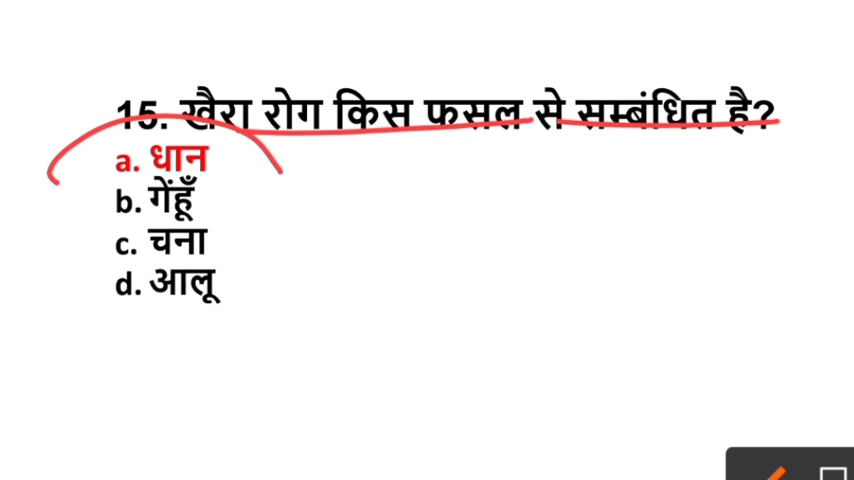 15. खैरा रोग किस फसल से सम्बंधित है?
a. धान
b. गेंहूँ
c. चना
d. आलू